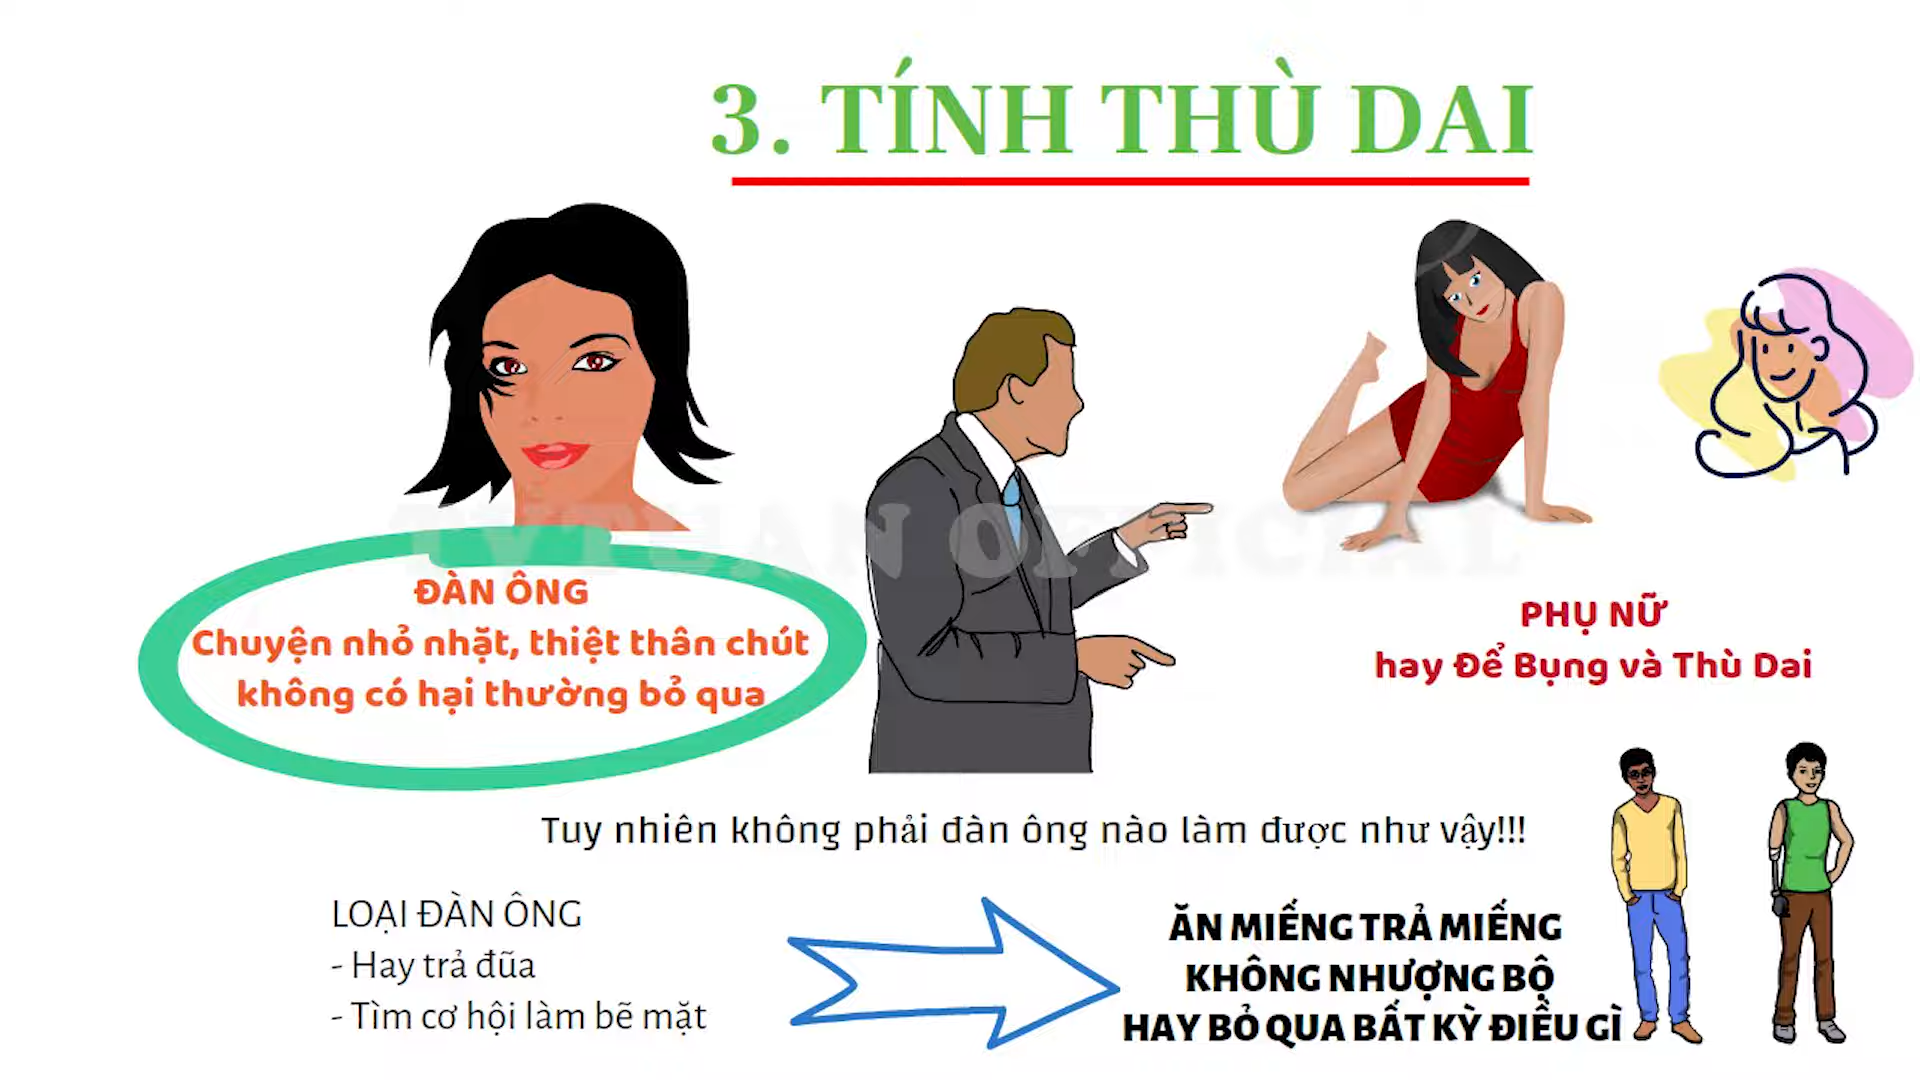 3. TÍNH THÙ DAI
TVTUAN OFFICIAL
ĐÀN ÔNG
Chuyện nhỏ nhặt, thiệt thân chút
không có hại thường bỏ qua
PHỤ NỮ
hay Để Bụng và Thù Dai
Tuy nhiên không phải đàn ông nào làm được như vậy!!!
LOẠI ĐÀN ÔNG
- Hay trả đũa
- Tìm cơ hội làm bẽ mặt
ĂN MIẾNG TRẢ MIẾNG
KHÔNG NHƯỢNG BỘ
HAY BỎ QUA BẤT KỲ ĐIỀU GÌ